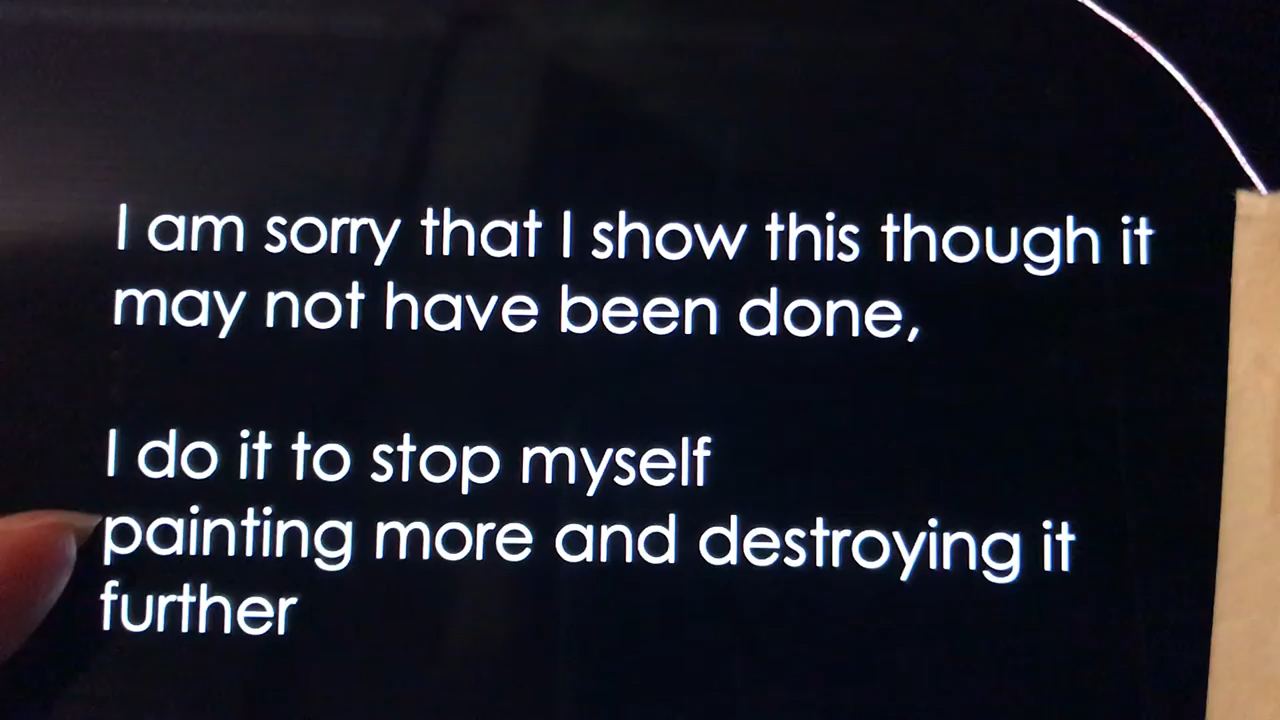 I am sorry that I show this though it
may not have been done,
I do it to stop myself
painting more and destroying it
further